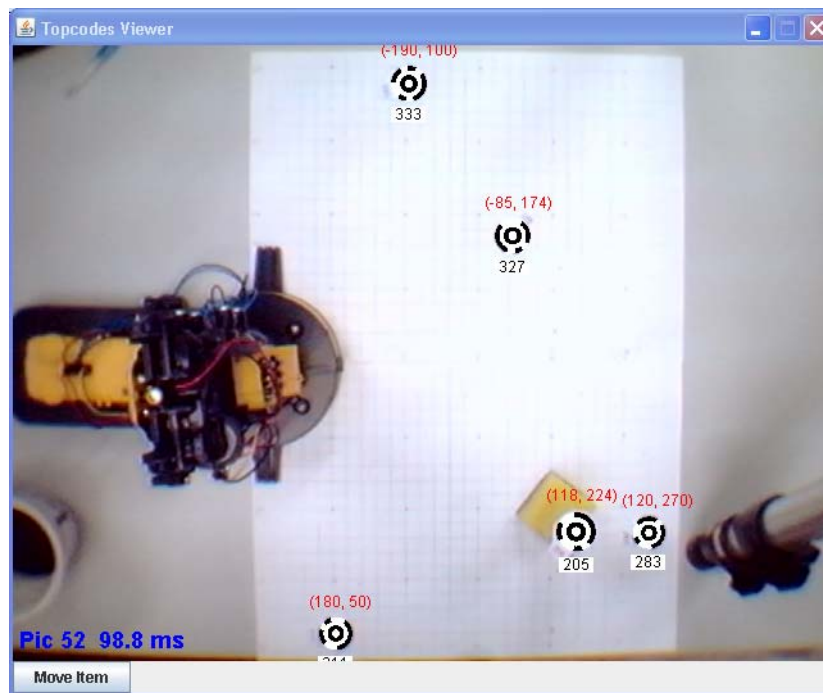 Topcodes Viewer
(-190, 100)
333
(-85, 174)
327
(118, 224) (120, 270)
205 283
(180, 50)
Pic 52 98.8 ms
Move Item